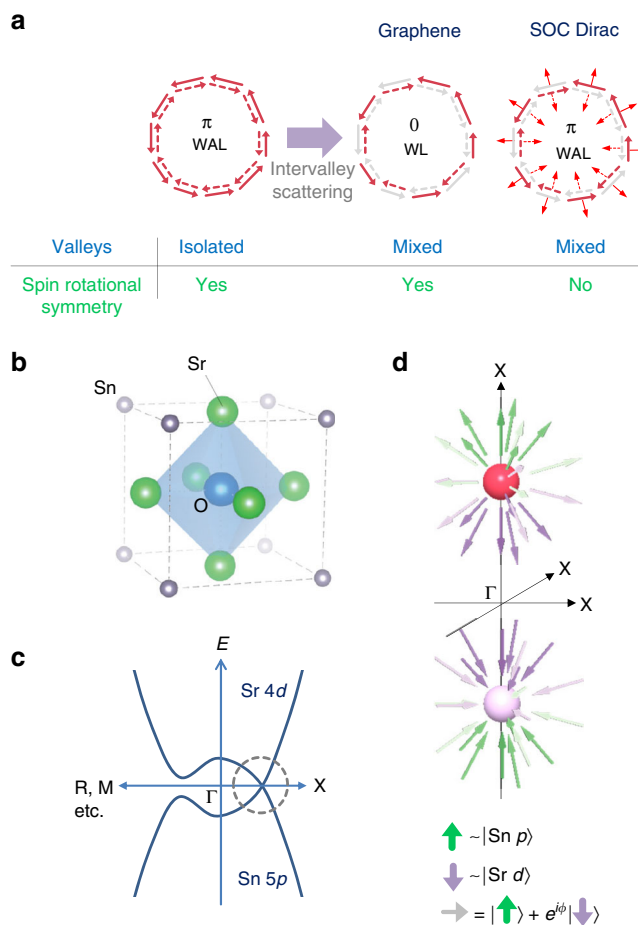 a
Graphene
SOC Dirac
π
WAL
Intervalley
scattering
0
WL
π
WAL
Valleys Isolated Mixed Mixed
Spin rotational
symmetry
Yes Yes No
b
Sn
Sr
O
c
E
Sr 4d
R, M
etc.
Γ
X
Sn 5p
d
X
X
Γ
X
~|Sn p⟩
~|Sr d⟩
= | ⟩ + e^{iϕ}| ⟩